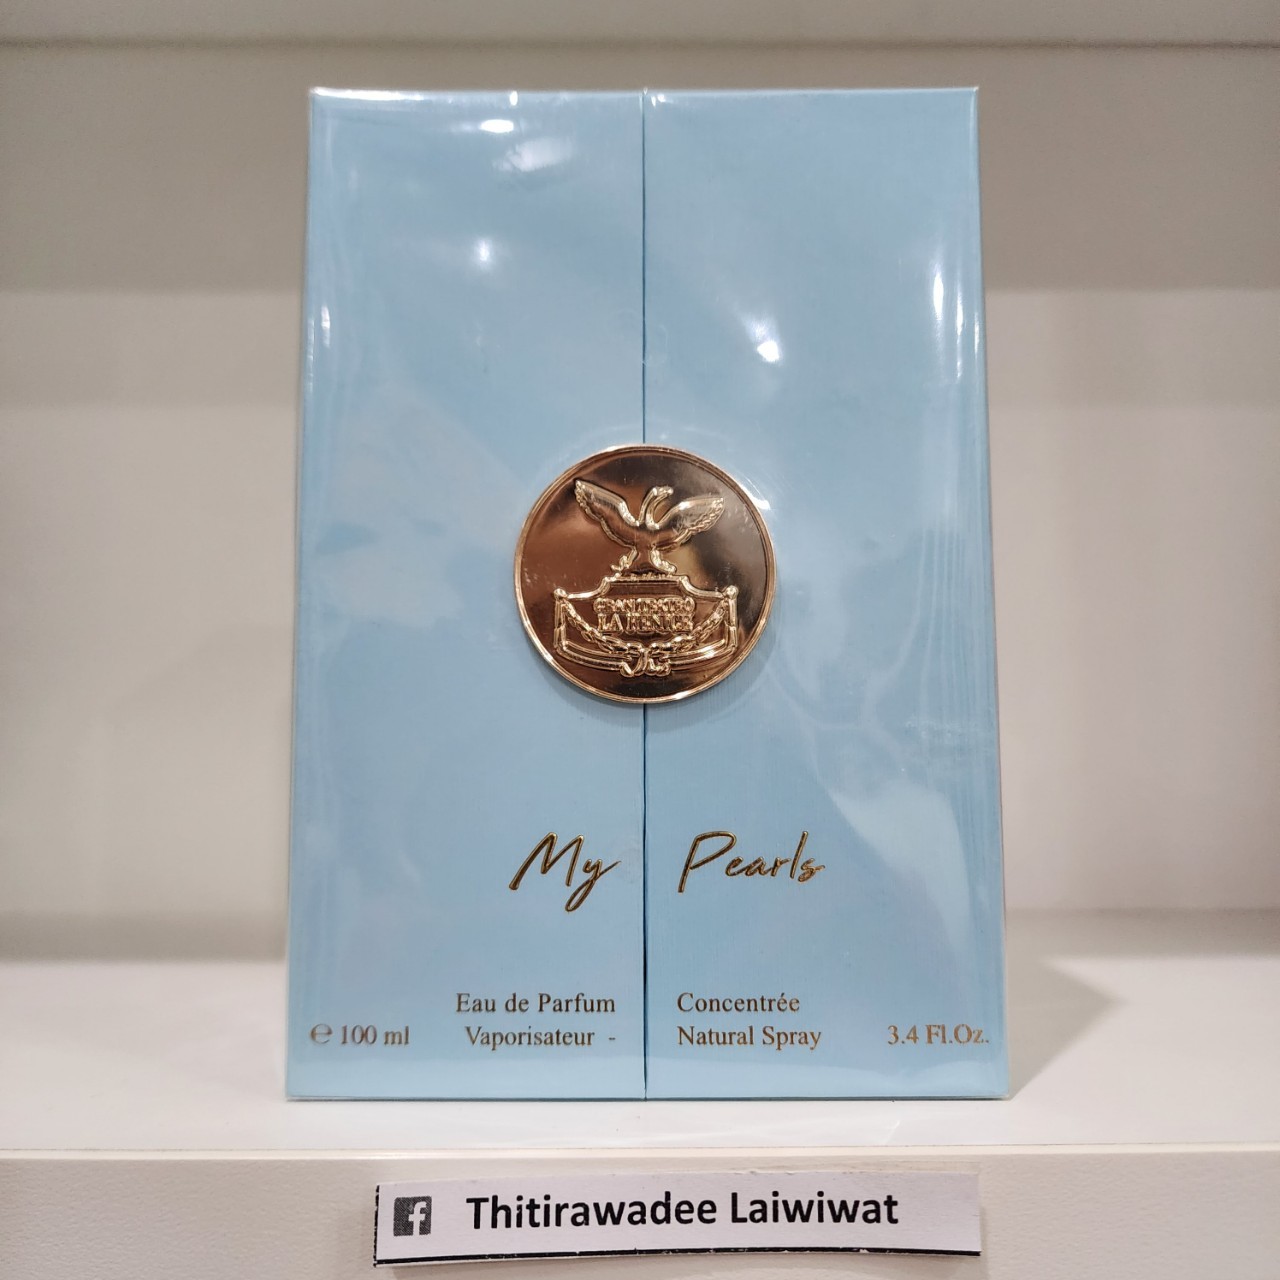 GRAN TEATRO
LA FENICE
My Pearls
Eau de Parfum Concentrée
℮ 100 ml Vaporisateur - Natural Spray 3.4 Fl.Oz.
Thitirawadee Laiwiwat